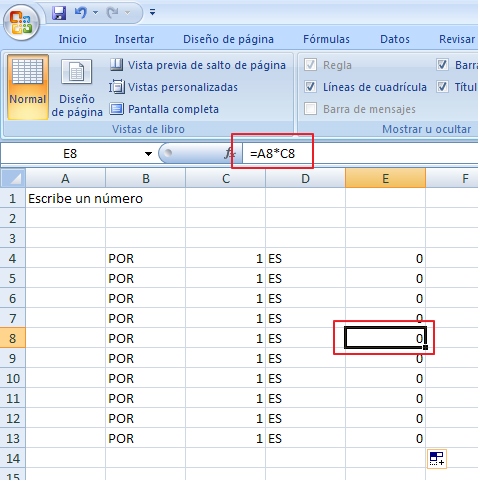 Inicio Insertar Diseño de página Fórmulas Datos Revisar
Vista previa de salto de página
Regla
Barra
Vistas personalizadas
Líneas de cuadrícula
Títul
Normal
Diseño de página
Pantalla completa
Barra de mensajes
Vistas de libro
Mostrar u ocultar
E8 fx =A8*C8
A B C D E F
1 Escribe un número
2
3
4 POR 1 ES 0
5 POR 1 ES 0
6 POR 1 ES 0
7 POR 1 ES 0
8 POR 1 ES 0
9 POR 1 ES 0
10 POR 1 ES 0
11 POR 1 ES 0
12 POR 1 ES 0
13 POR 1 ES 0
14
15